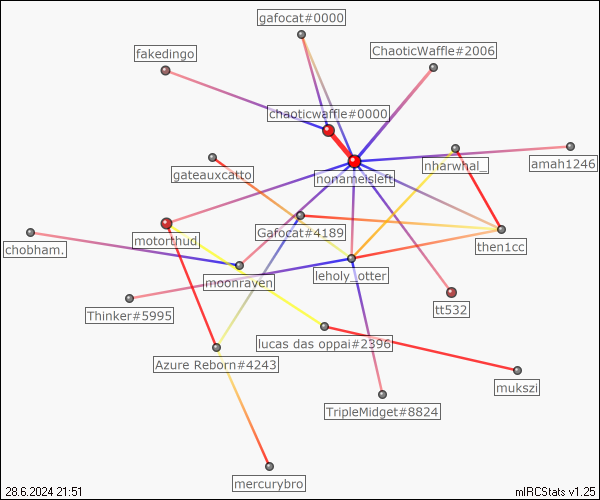 gafocat#0000
ChaoticWaffle#2006
fakedingo
chaoticwaffle#0000
nharwhal_
amah1246
gateauxcatto
nonameisleft
Gafocat#4189
then1cc
motorthud
chobham.
moonraven
leholy_otter
tt532
Thinker#5995
lucas das oppai#2396
Azure Reborn#4243
mukszi
TripleMidget#8824
mercurybro
28.6.2024 21:51
mIRCStats v1.25